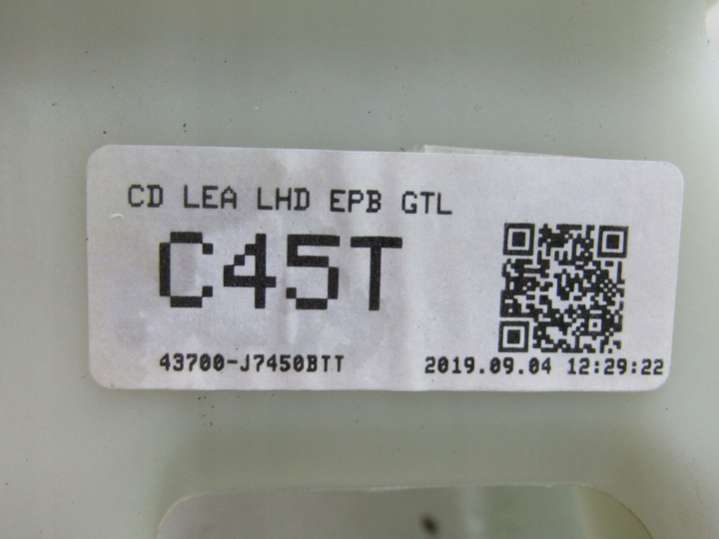 CD LEA LHD EPB GTL
C45T
43700-J7450BTT 2019.09.04 12:29:22